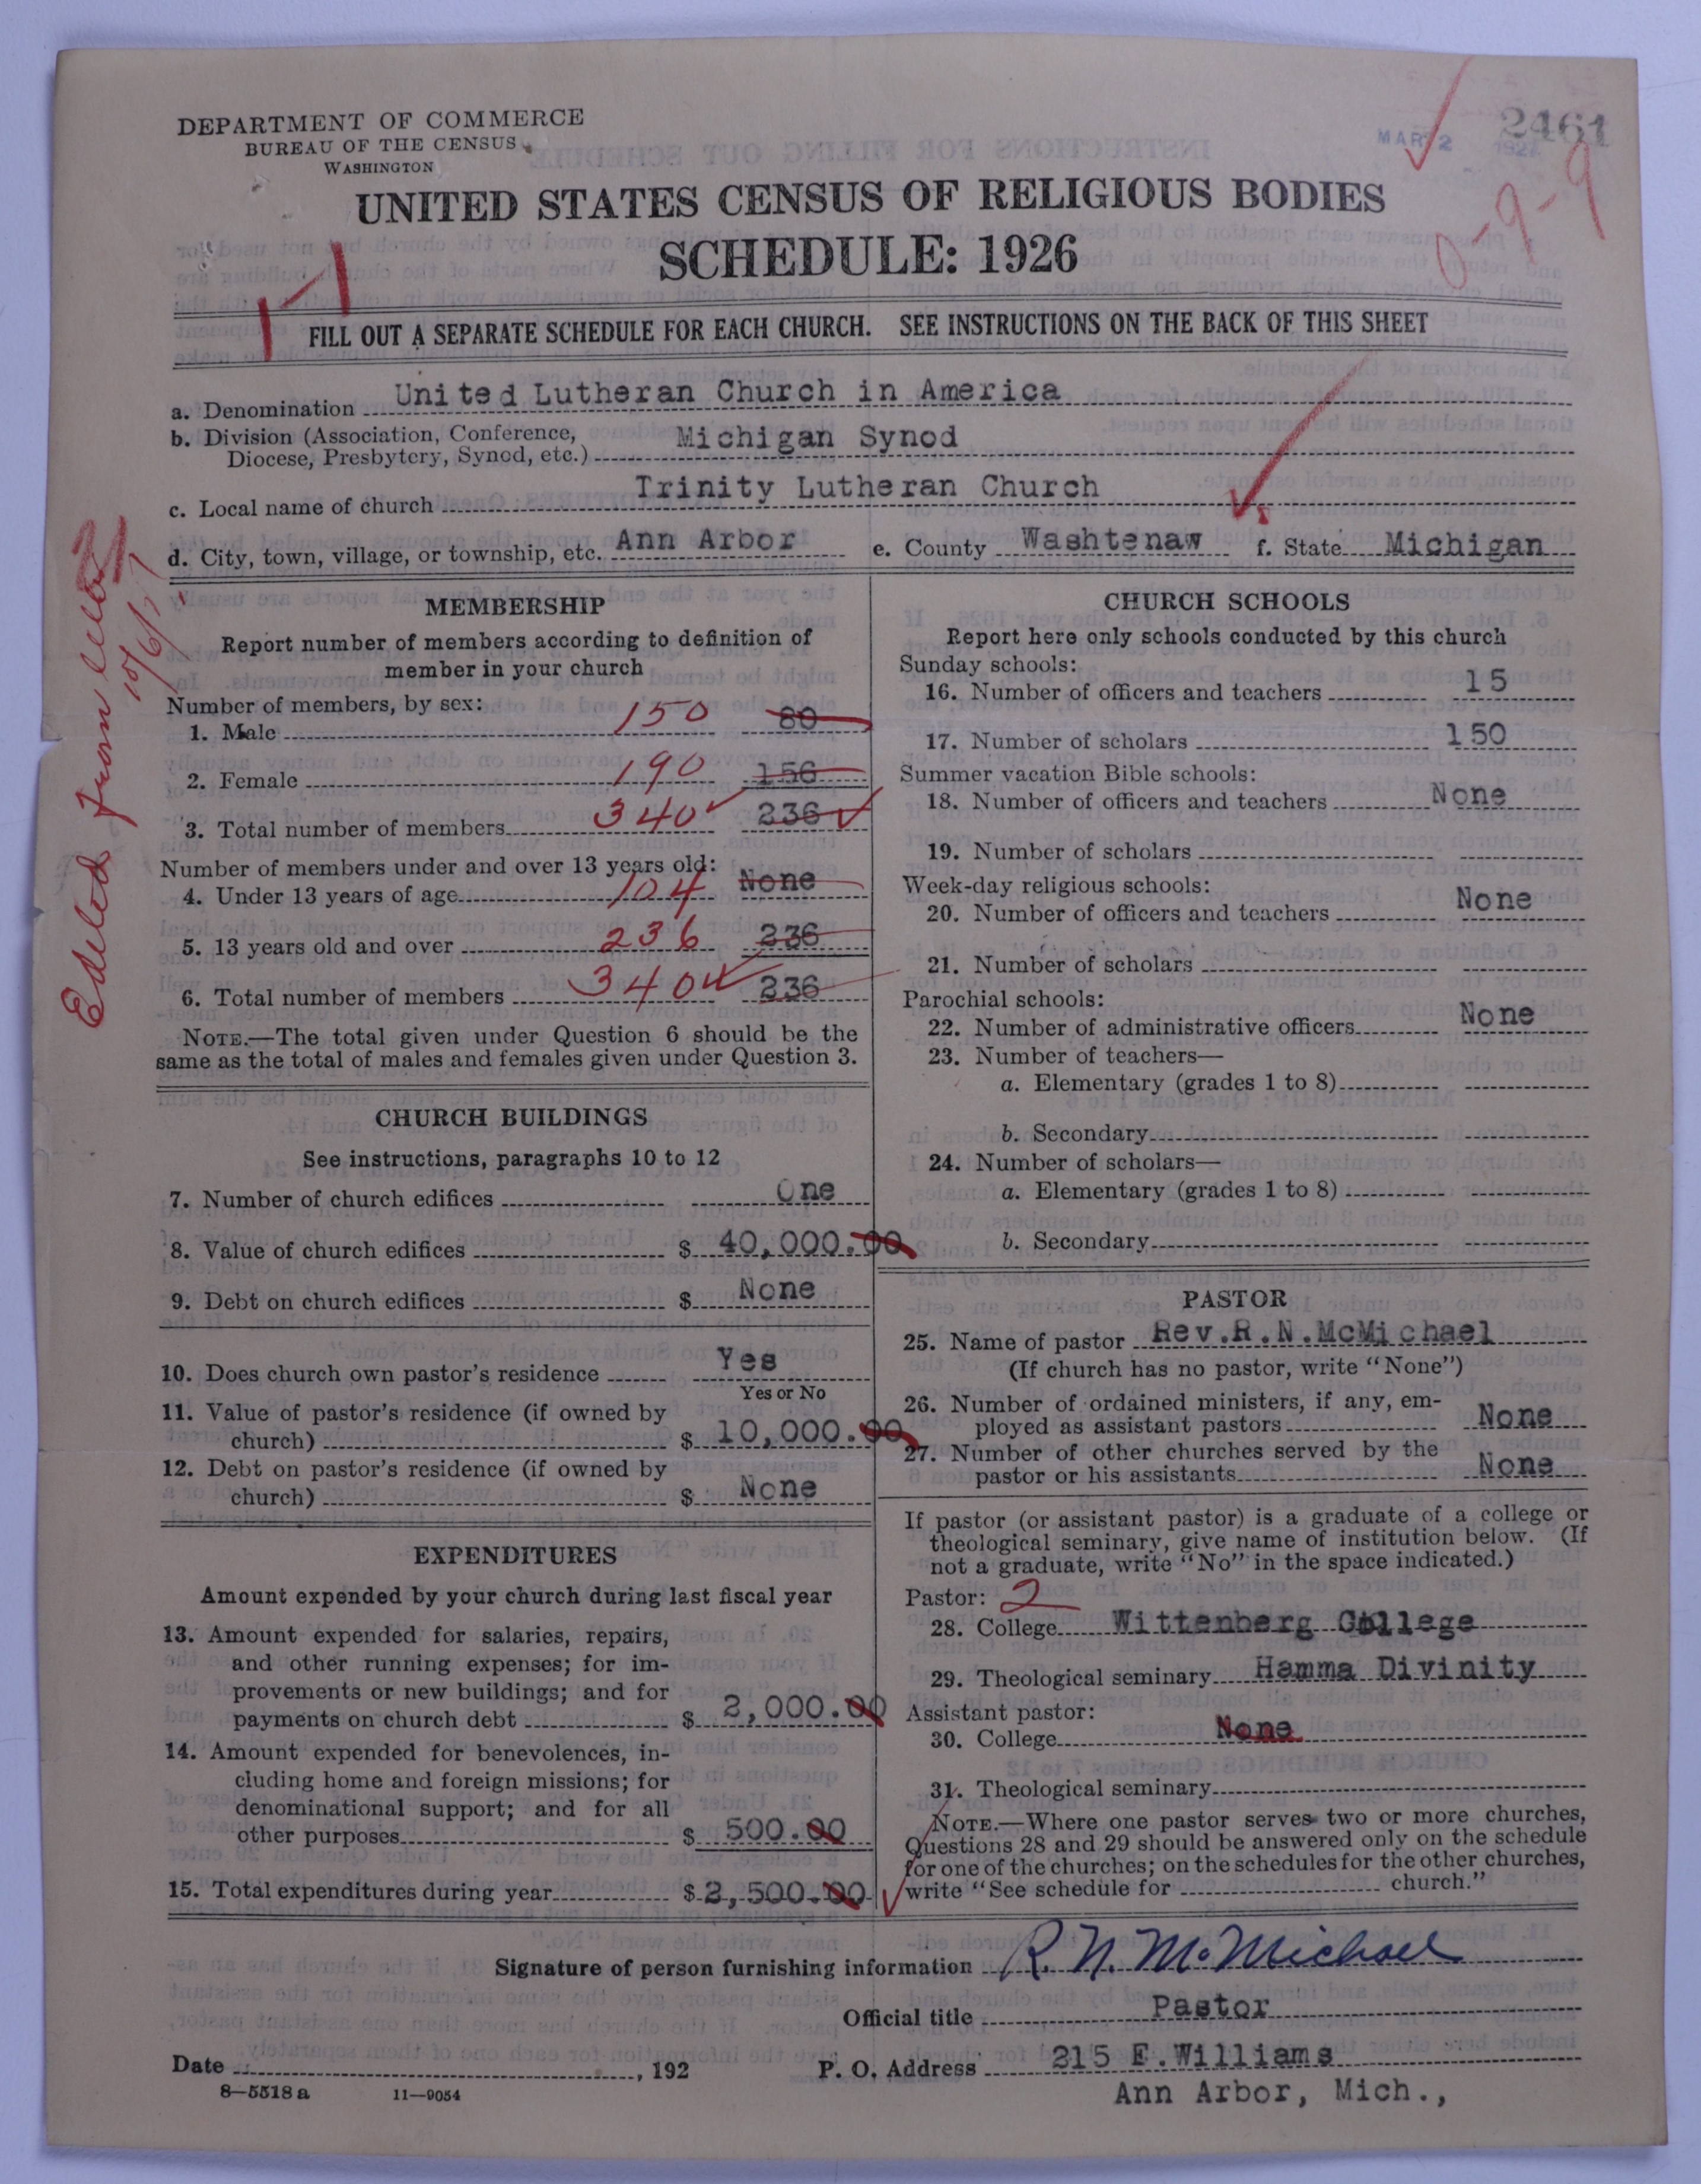 DEPARTMENT OF COMMERCE
BUREAU OF THE CENSUS
WASHINGTON
MAR 2
2461
0-9-9
UNITED STATES CENSUS OF RELIGIOUS BODIES
SCHEDULE: 1926
FILL OUT A SEPARATE SCHEDULE FOR EACH CHURCH. SEE INSTRUCTIONS ON THE BACK OF THIS SHEET
a. Denomination United Lutheran Church in America
b. Division (Association, Conference, Diocese, Presbytery, Synod, etc.) Michigan Synod
c. Local name of church Trinity Lutheran Church
d. City, town, village, or township, etc. Ann Arbor e. County Washtenaw f. State Michigan
Edited from
MEMBERSHIP
Report number of members according to definition of
member in your church
Number of members, by sex:
1. Male 150 80
2. Female 190 156
3. Total number of members 340 236
Number of members under and over 13 years old:
4. Under 13 years of age 104 None
5. 13 years old and over 236 236
6. Total number of members 340 236
NOTE.—The total given under Question 6 should be the
same as the total of males and females given under Question 3.
CHURCH BUILDINGS
See instructions, paragraphs 10 to 12
7. Number of church edifices One
8. Value of church edifices $ 40,000.00
9. Debt on church edifices $ None
10. Does church own pastor's residence Yes
Yes or No
11. Value of pastor's residence (if owned by
church) $ 10,000.00
12. Debt on pastor's residence (if owned by
church) $ None
EXPENDITURES
Amount expended by your church during last fiscal year
13. Amount expended for salaries, repairs,
and other running expenses; for im-
provements or new buildings; and for
payments on church debt $ 2,000.00
14. Amount expended for benevolences, in-
cluding home and foreign missions; for
denominational support; and for all
other purposes $ 500.00
15. Total expenditures during year $ 2,500.00
CHURCH SCHOOLS
Report here only schools conducted by this church
Sunday schools:
16. Number of officers and teachers 15
17. Number of scholars 150
Summer vacation Bible schools:
18. Number of officers and teachers None
19. Number of scholars
Week-day religious schools:
20. Number of officers and teachers None
21. Number of scholars
Parochial schools:
22. Number of administrative officers None
23. Number of teachers—
a. Elementary (grades 1 to 8)
b. Secondary
24. Number of scholars—
a. Elementary (grades 1 to 8)
b. Secondary
PASTOR
25. Name of pastor Rev.R.N.McMichael
(If church has no pastor, write "None")
26. Number of ordained ministers, if any, em-
ployed as assistant pastors None
27. Number of other churches served by the
pastor or his assistants None
If pastor (or assistant pastor) is a graduate of a college or
theological seminary, give name of institution below. (If
not a graduate, write "No" in the space indicated.)
Pastor: 2
28. College Wittenberg College
29. Theological seminary Hamma Divinity
Assistant pastor:
30. College None
31. Theological seminary
NOTE.—Where one pastor serves two or more churches,
Questions 28 and 29 should be answered only on the schedule
for one of the churches; on the schedules for the other churches,
write "See schedule for church."
Signature of person furnishing information R. N. McMichael
Official title Pastor
Date , 192 P. O. Address 215 E.Williams
8—5518 a 11—9054 Ann Arbor, Mich.,